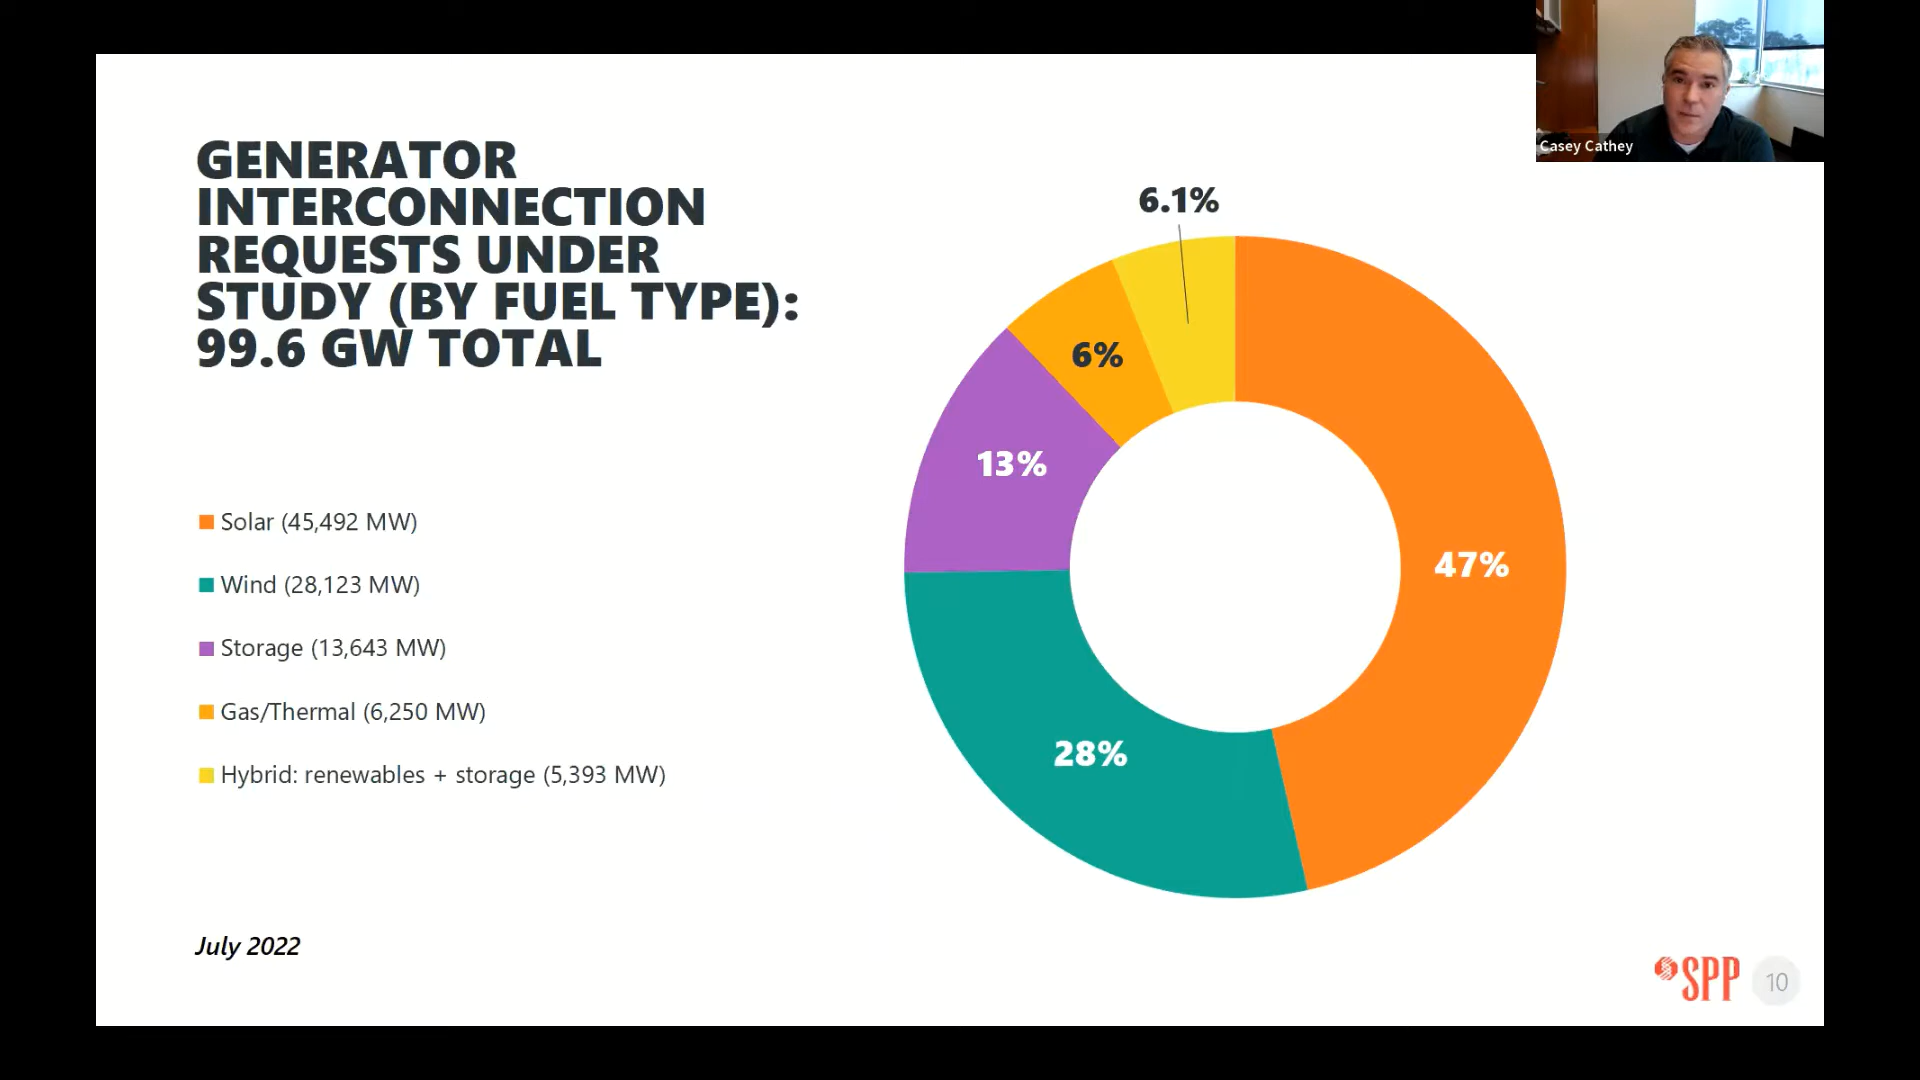 GENERATOR
INTERCONNECTION
REQUESTS UNDER
STUDY (BY FUEL TYPE):
99.6 GW TOTAL
Solar (45,492 MW)
Wind (28,123 MW)
Storage (13,643 MW)
Gas/Thermal (6,250 MW)
Hybrid: renewables + storage (5,393 MW)
July 2022
Casey Cathey
6.1%
6%
13%
47%
28%
SPP
10